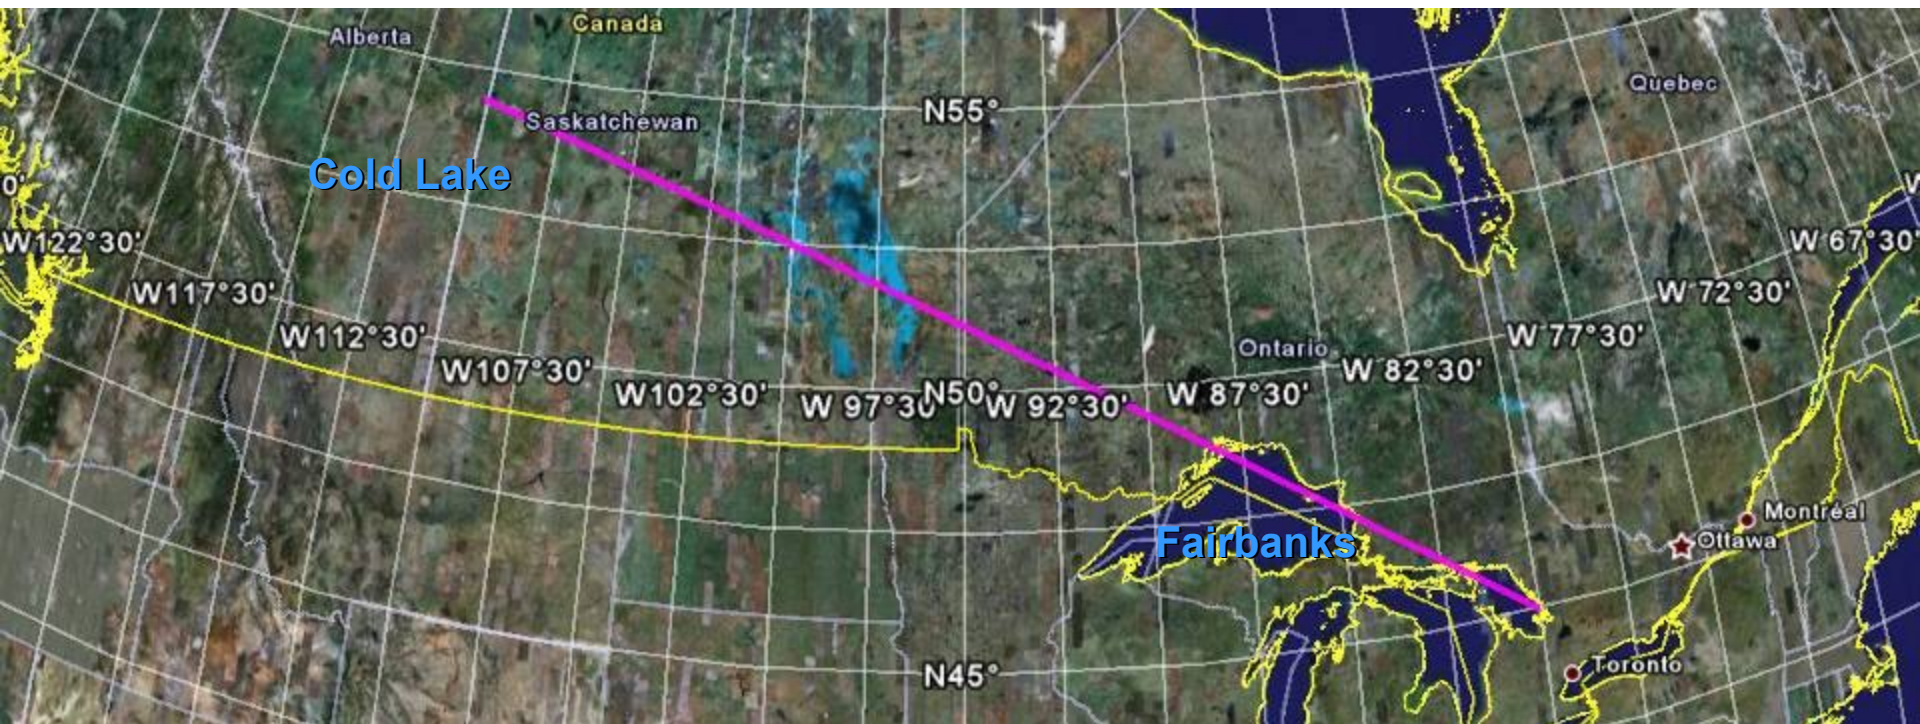 Canada
Alberta
Quebec
N55°
Saskatchewan
Cold Lake
0'
W122°30'
W 67°30'
W117°30'
W 72°30'
W112°30'
W 77°30'
Ontario
W107°30'
W 82°30'
W102°30'
W 97°30
N50°
W 92°30'
W 87°30'
Montréal
Ottawa
Fairbanks
Toronto
N45°